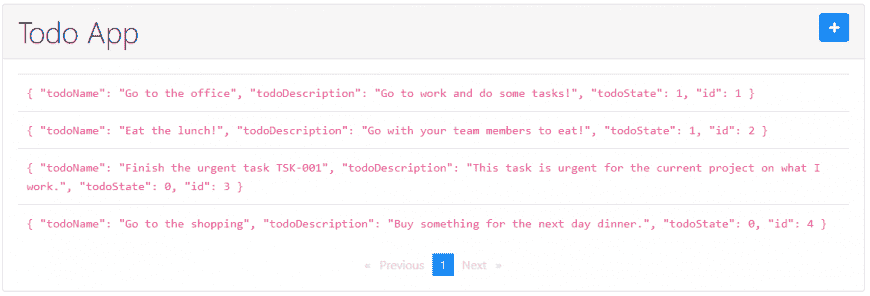 Todo App
+
{ "todoName": "Go to the office", "todoDescription": "Go to work and do some tasks!", "todoState": 1, "id": 1 }
{ "todoName": "Eat the lunch!", "todoDescription": "Go with your team members to eat!", "todoState": 1, "id": 2 }
{ "todoName": "Finish the urgent task TSK-001", "todoDescription": "This task is urgent for the current project on what I
work.", "todoState": 0, "id": 3 }
{ "todoName": "Go to the shopping", "todoDescription": "Buy something for the next day dinner.", "todoState": 0, "id": 4 }
« Previous 1 Next »